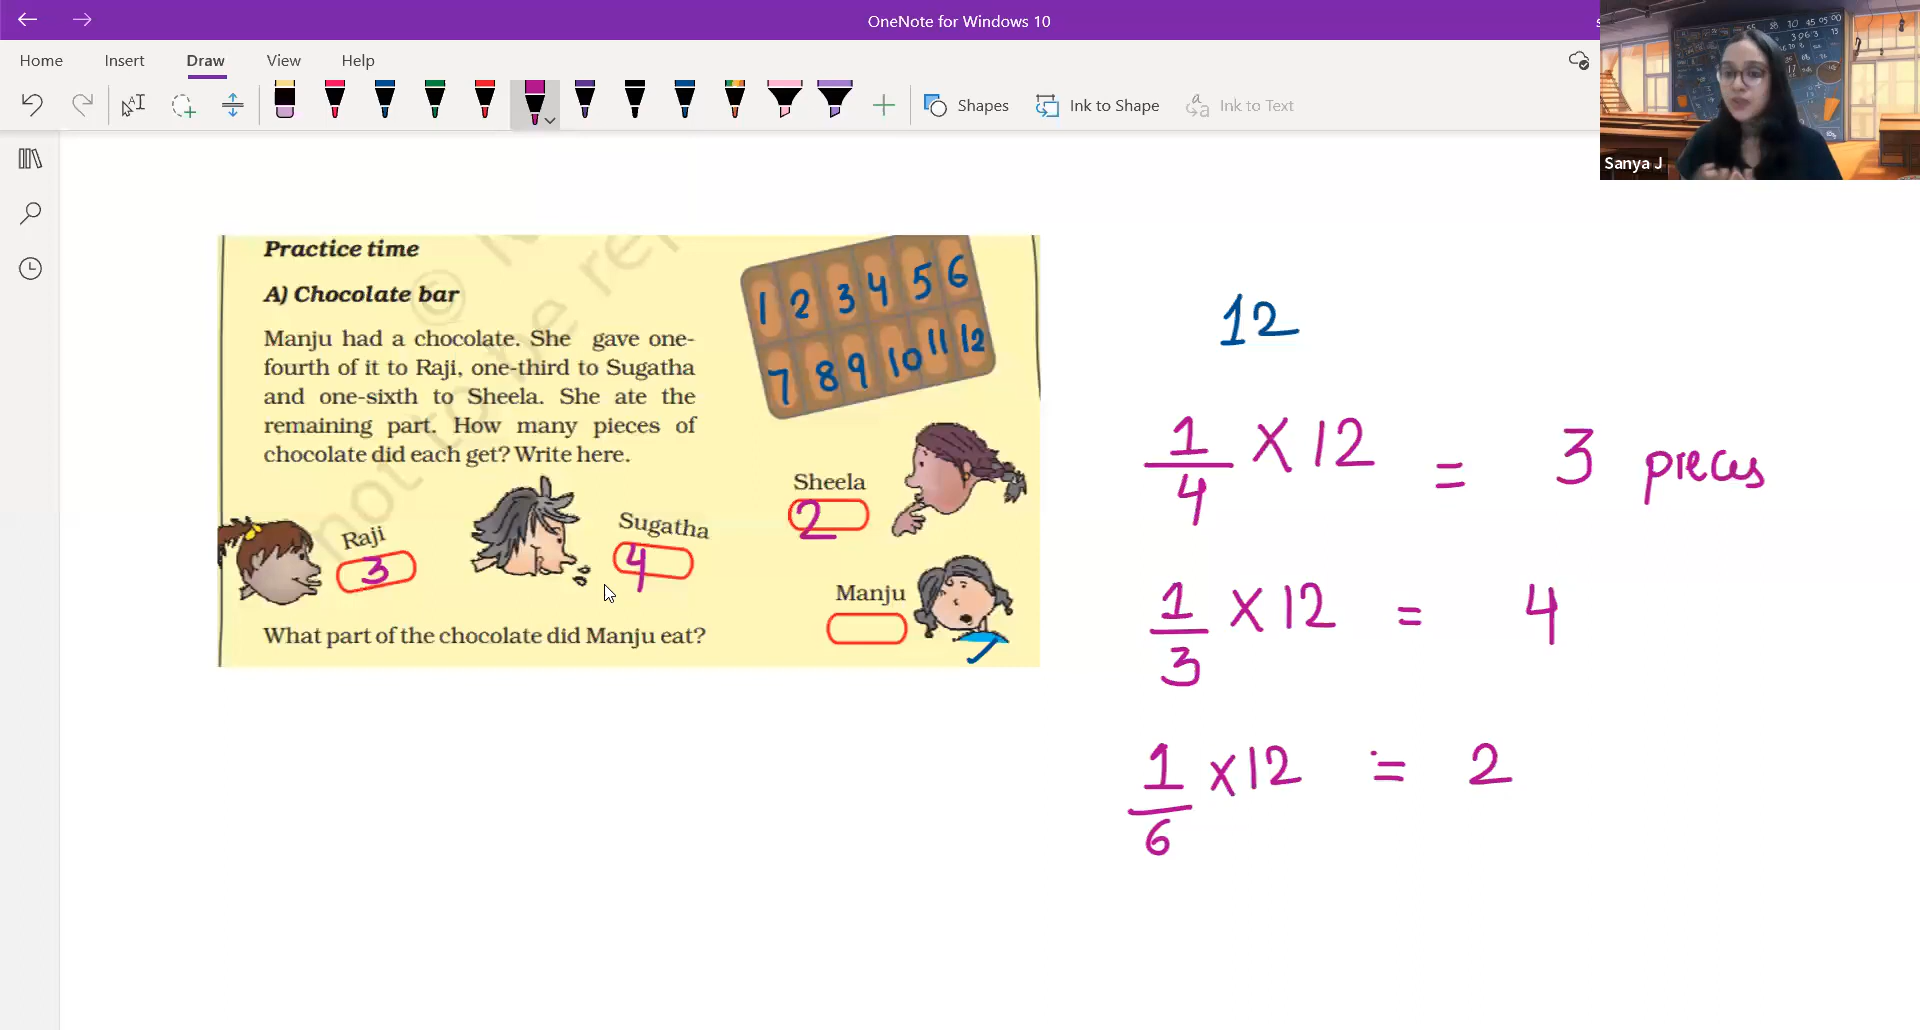 OneNote for Windows 10
Home Insert Draw View Help
Shapes Ink to Shape Ink to Text
Sanya J
Practice time
A) Chocolate bar
Manju had a chocolate. She gave one-
fourth of it to Raji, one-third to Sugatha
and one-sixth to Sheela. She ate the
remaining part. How many pieces of
chocolate did each get? Write here.
1 2 3 4 5 6
7 8 9 10 11 12
Sheela
2
Raji
3
Sugatha
4
Manju
What part of the chocolate did Manju eat?
not to be re
12
1/4 × 12 = 3 pieces
1/3 × 12 = 4
1/6 × 12 = 2